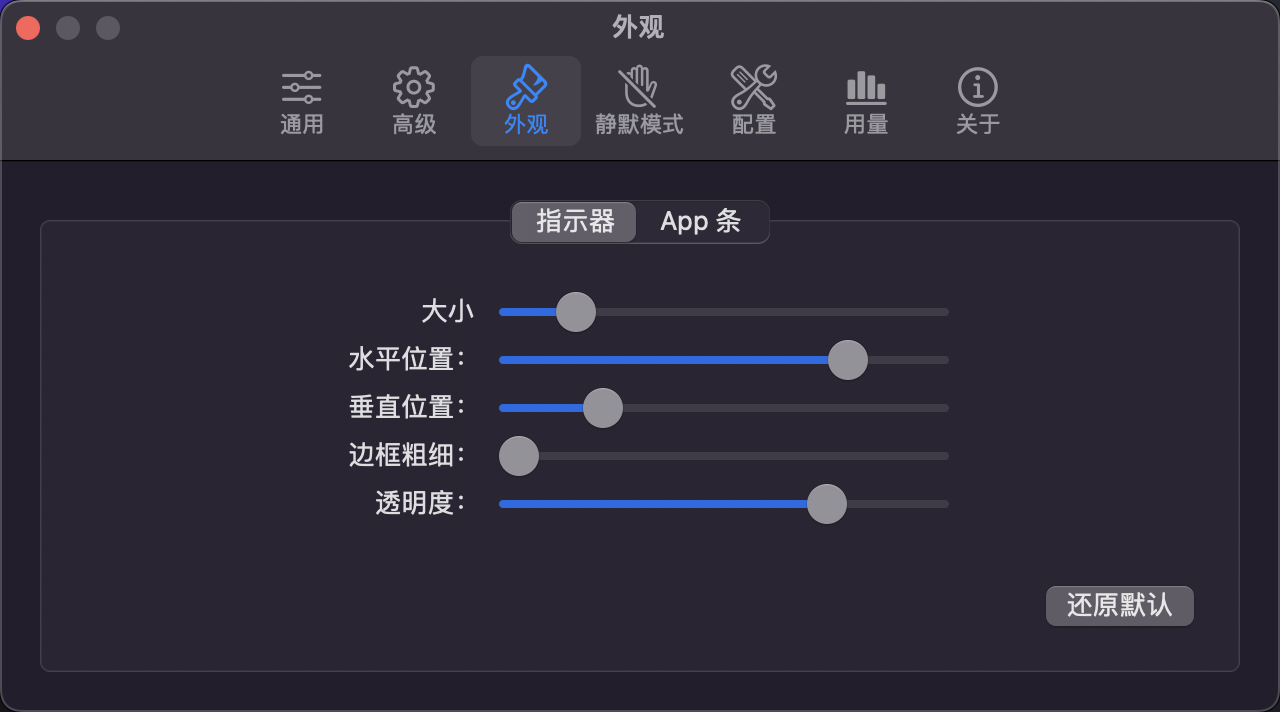 外观
通用 高级 外观 静默模式 配置 用量 关于
指示器 App 条
大小
水平位置：
垂直位置：
边框粗细：
透明度：
还原默认